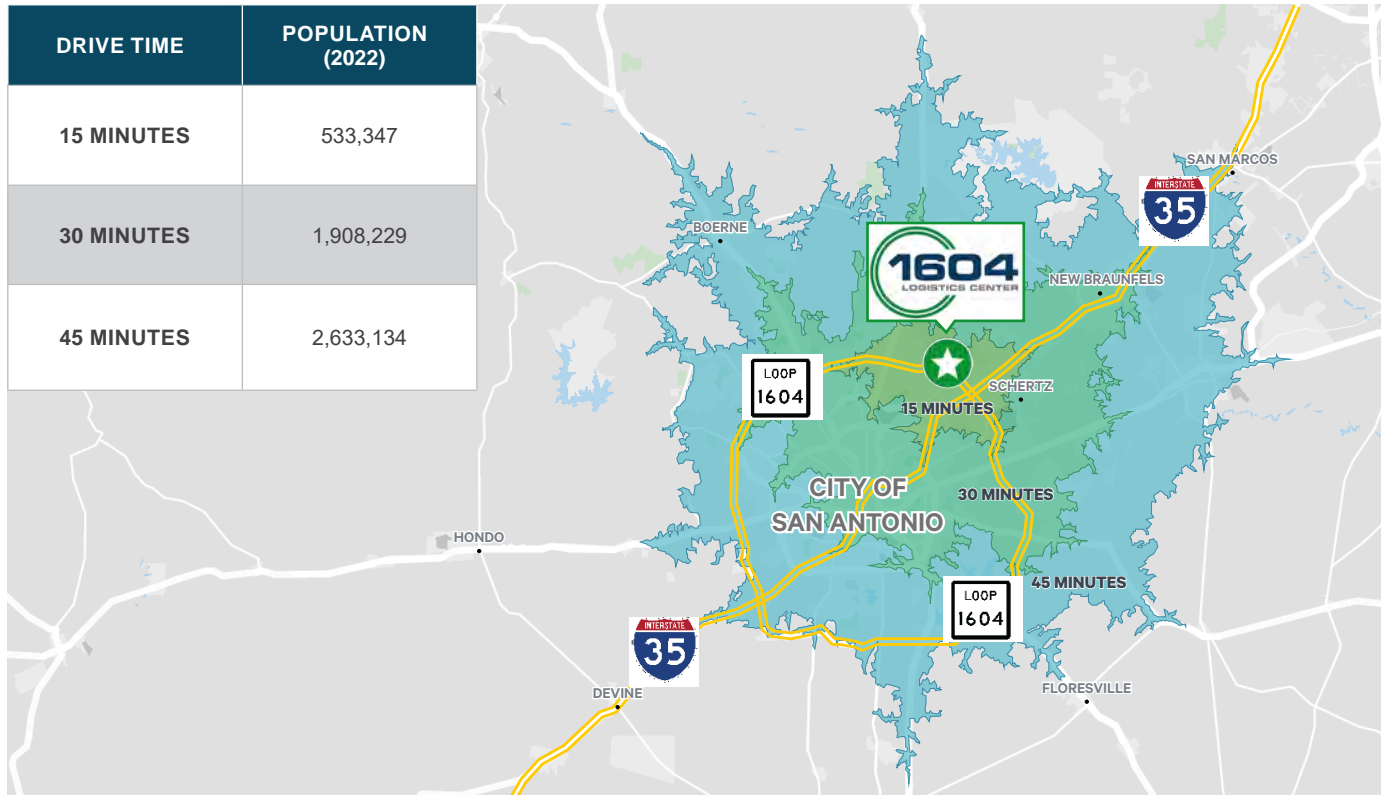 DRIVE TIME
POPULATION
(2022)
15 MINUTES
533,347
30 MINUTES
1,908,229
45 MINUTES
2,633,134
SAN MARCOS
INTERSTATE
35
BOERNE
1604
LOGISTICS CENTER
NEW BRAUNFELS
LOOP
1604
SCHERTZ
15 MINUTES
CITY OF
SAN ANTONIO
30 MINUTES
HONDO
45 MINUTES
LOOP
1604
INTERSTATE
35
DEVINE
FLORESVILLE